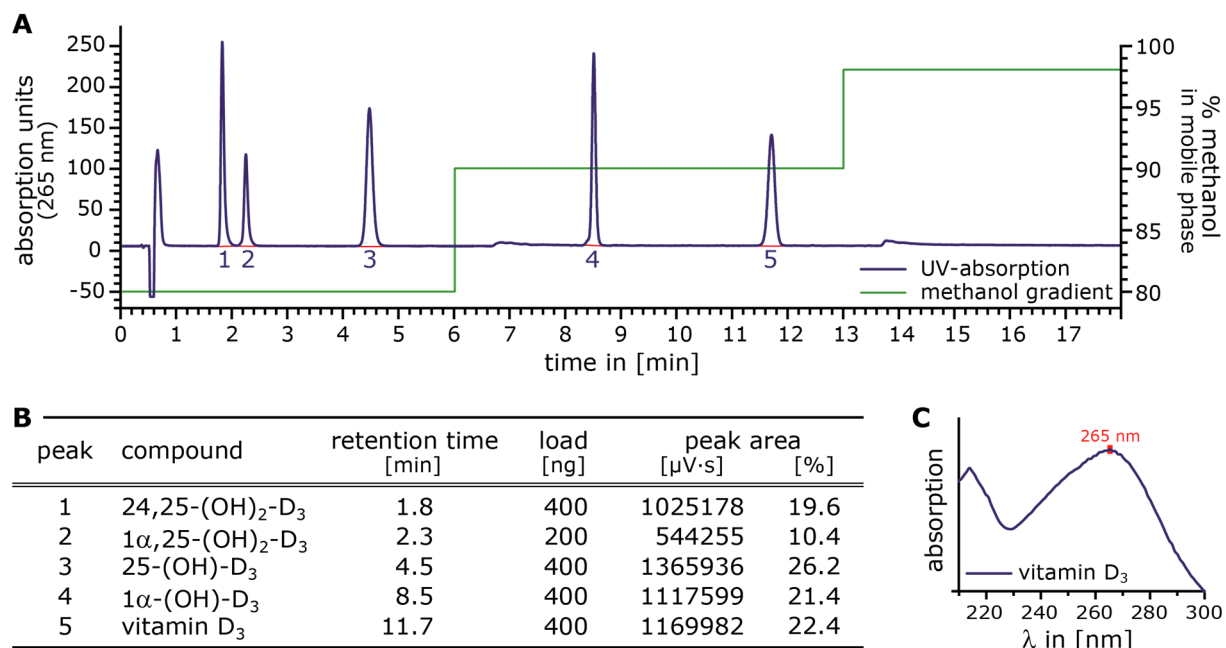 A
absorption units
(265 nm)
250
200
150
100
50
0
-50
100
95
90
85
80
% methanol
in mobile phase
1 2 3 4 5
UV-absorption
methanol gradient
0 1 2 3 4 5 6 7 8 9 10 11 12 13 14 15 16 17
time in [min]
B
peak compound retention time load peak area
[min] [ng] [µV·s] [%]
1 24,25-(OH)₂-D₃ 1.8 400 1025178 19.6
2 1α,25-(OH)₂-D₃ 2.3 200 544255 10.4
3 25-(OH)-D₃ 4.5 400 1365936 26.2
4 1α-(OH)-D₃ 8.5 400 1117599 21.4
5 vitamin D₃ 11.7 400 1169982 22.4
C
265 nm
absorption
vitamin D₃
220 240 260 280 300
λ in [nm]